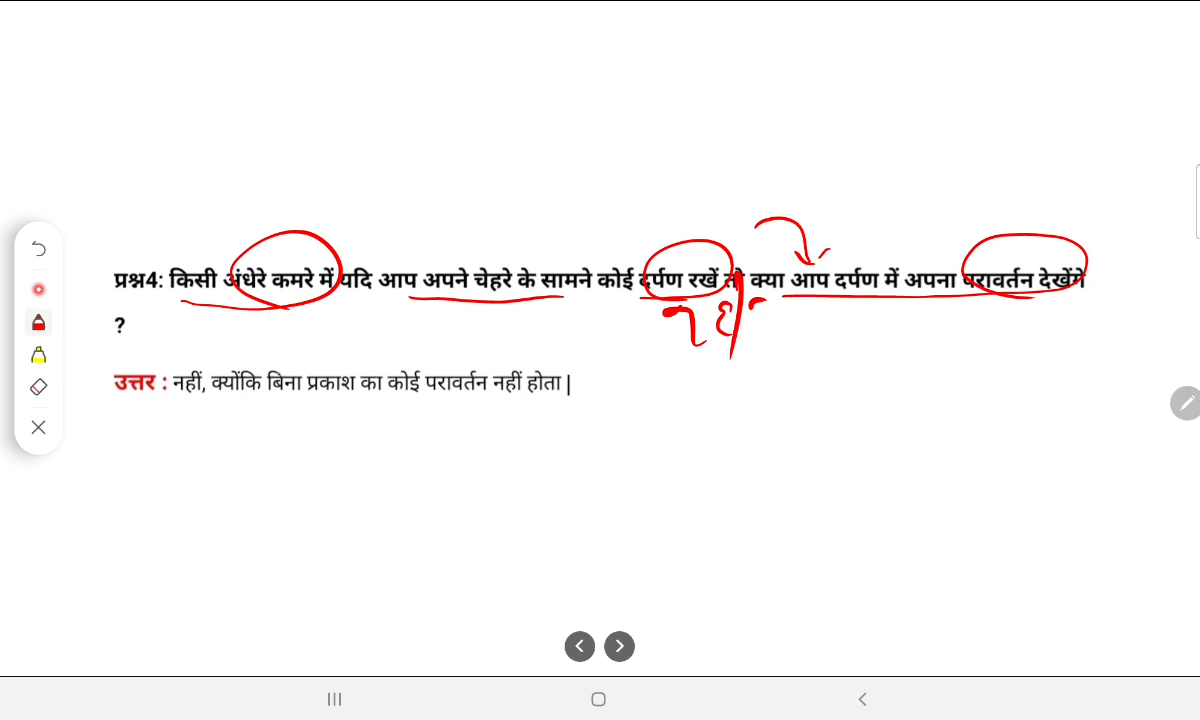 प्रश्न4: किसी अंधेरे कमरे में यदि आप अपने चेहरे के सामने कोई दर्पण रखें तो क्या आप दर्पण में अपना परावर्तन देखेंगे
?
नहीं
उत्तर : नहीं, क्योंकि बिना प्रकाश का कोई परावर्तन नहीं होता |